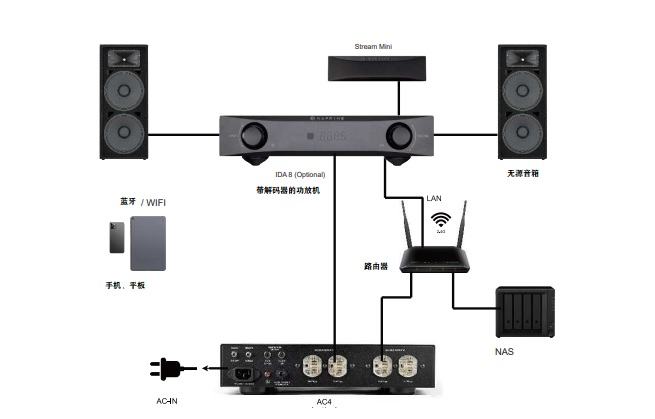 Stream Mini
NUPRIME
IDA 8 (Optional)
带解码器的功放机
无源音箱
蓝牙 / WIFI
LAN
路由器
手机、平板
NAS
AC-IN
AC4